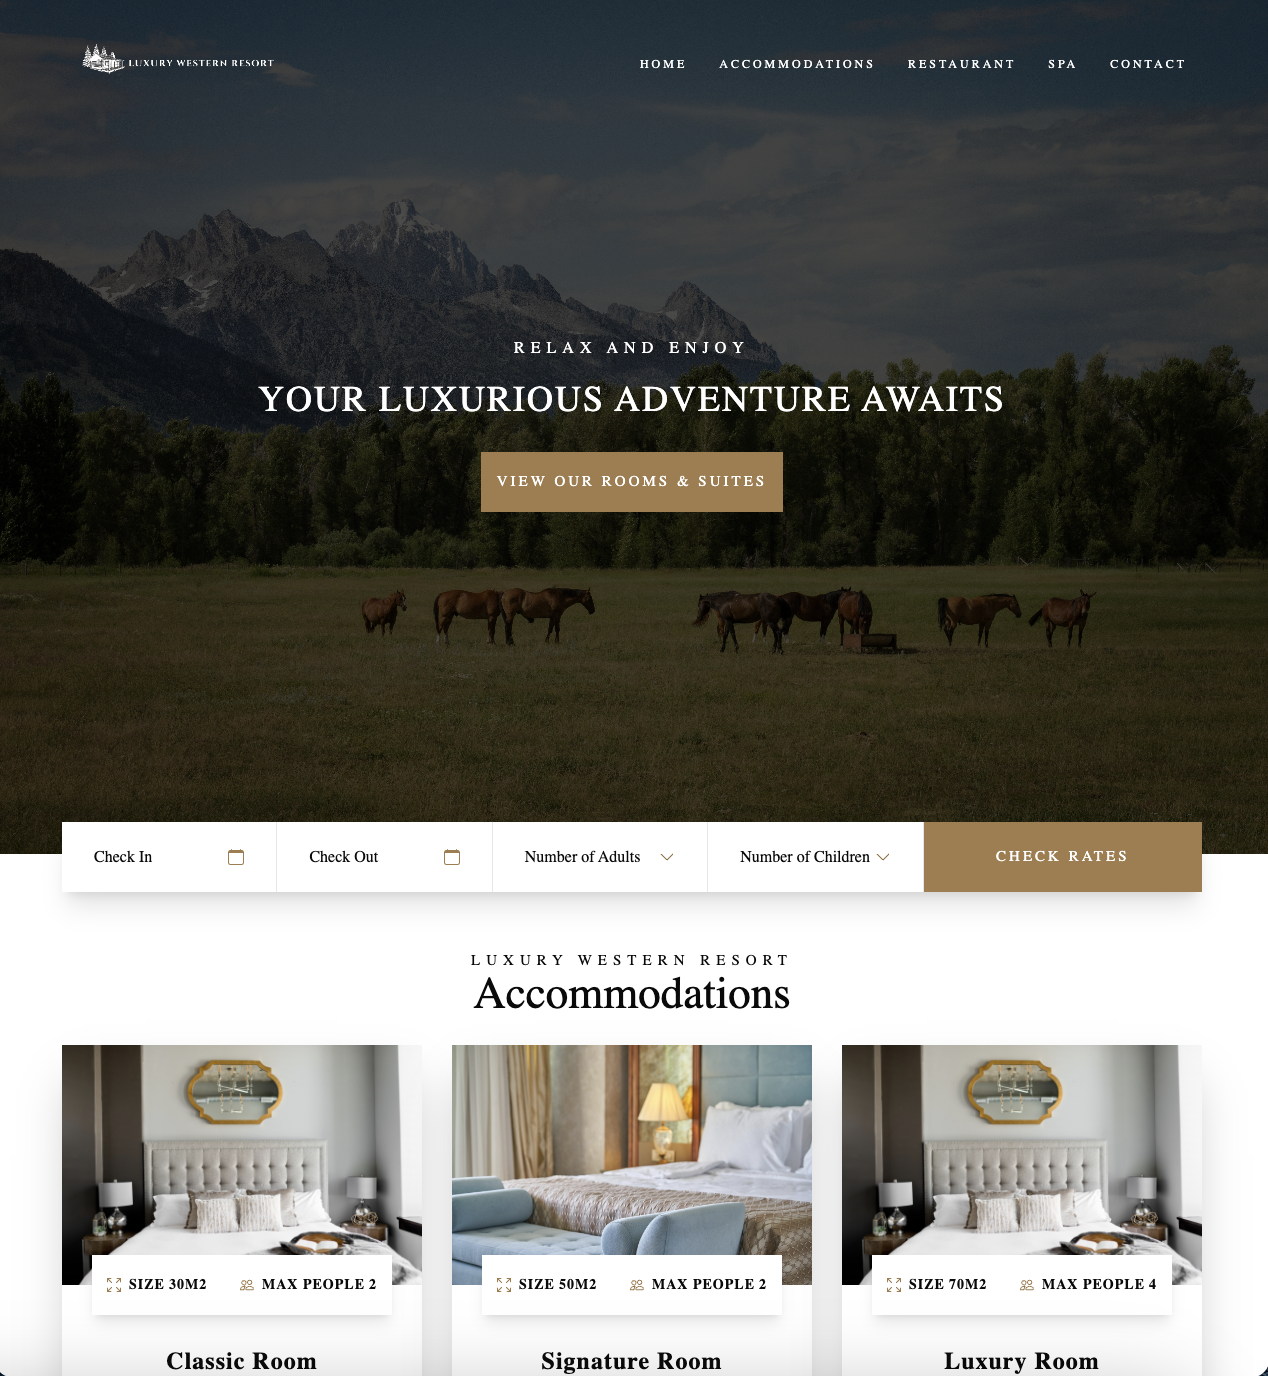 LUXURY WESTERN RESORT
HOME ACCOMMODATIONS RESTAURANT SPA CONTACT
RELAX AND ENJOY
YOUR LUXURIOUS ADVENTURE AWAITS
VIEW OUR ROOMS & SUITES
Check In Check Out Number of Adults Number of Children CHECK RATES
LUXURY WESTERN RESORT
Accommodations
SIZE 30M2 MAX PEOPLE 2 SIZE 50M2 MAX PEOPLE 2 SIZE 70M2 MAX PEOPLE 4
Classic Room Signature Room Luxury Room